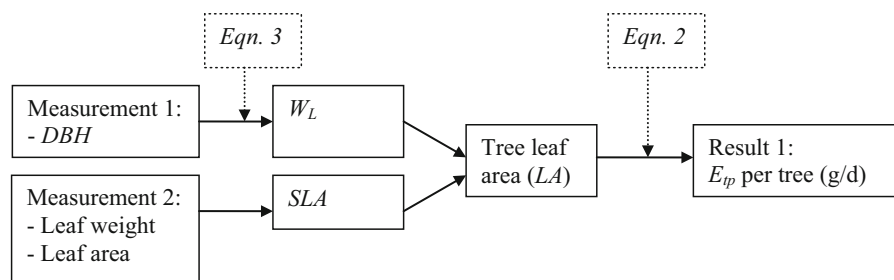 Eqn. 3
Eqn. 2
Measurement 1:
- DBH
W_L
Tree leaf
area (LA)
Result 1:
E_tp per tree (g/d)
Measurement 2:
- Leaf weight
- Leaf area
SLA